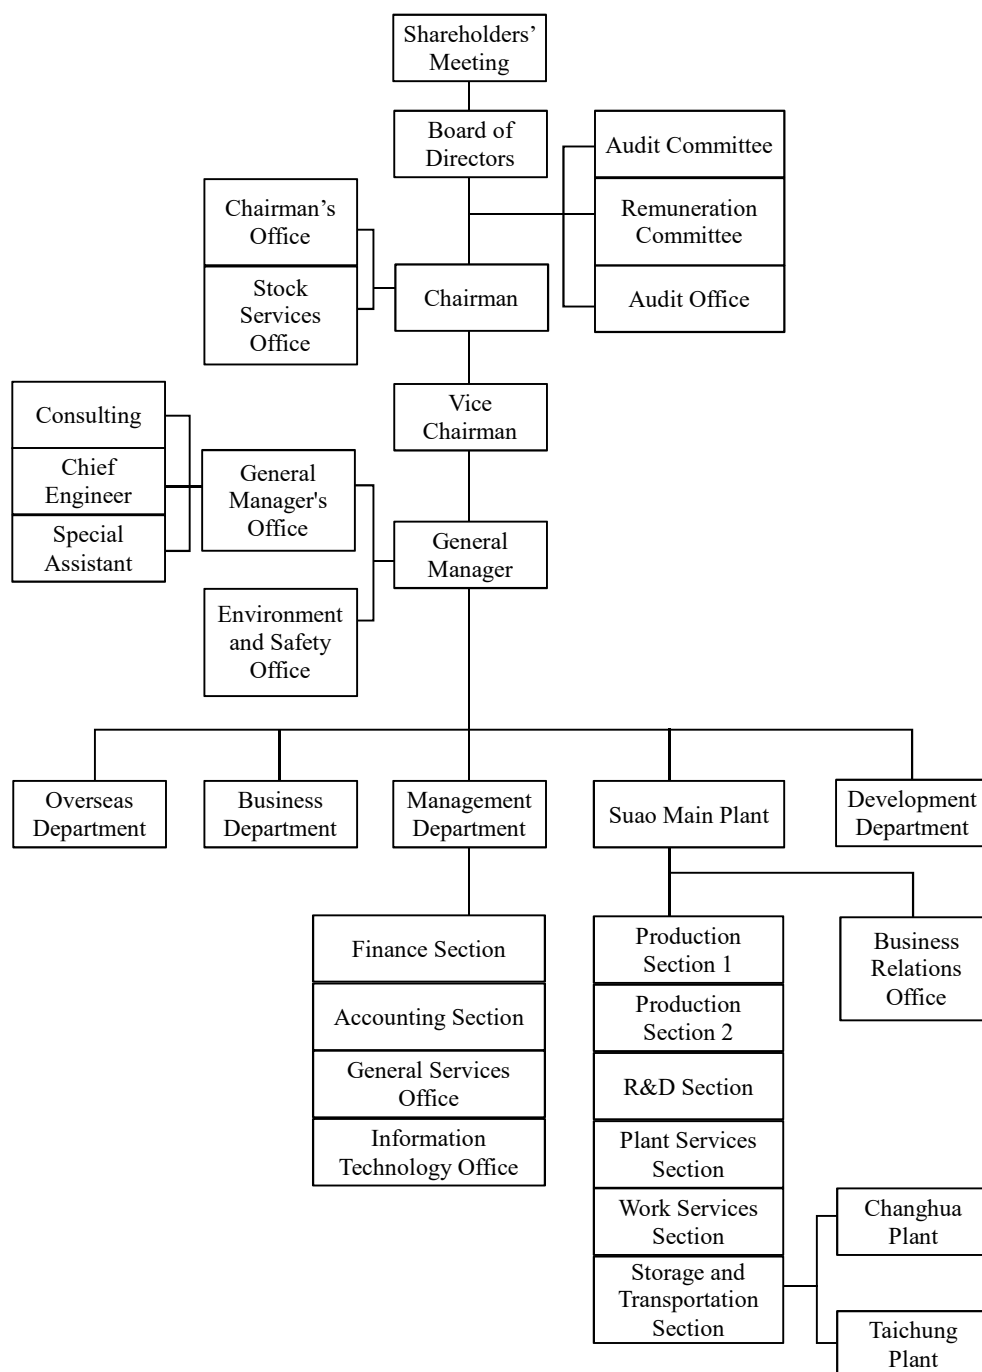 Shareholders’
Meeting
Board of
Directors
Audit Committee
Remuneration
Committee
Audit Office
Chairman’s
Office
Stock
Services
Office
Chairman
Vice
Chairman
Consulting
Chief
Engineer
Special
Assistant
General
Manager's
Office
General
Manager
Environment
and Safety
Office
Overseas
Department
Business
Department
Management
Department
Suao Main Plant
Development
Department
Finance Section
Accounting Section
General Services
Office
Information
Technology Office
Production
Section 1
Production
Section 2
R&D Section
Plant Services
Section
Work Services
Section
Storage and
Transportation
Section
Business
Relations
Office
Changhua
Plant
Taichung
Plant